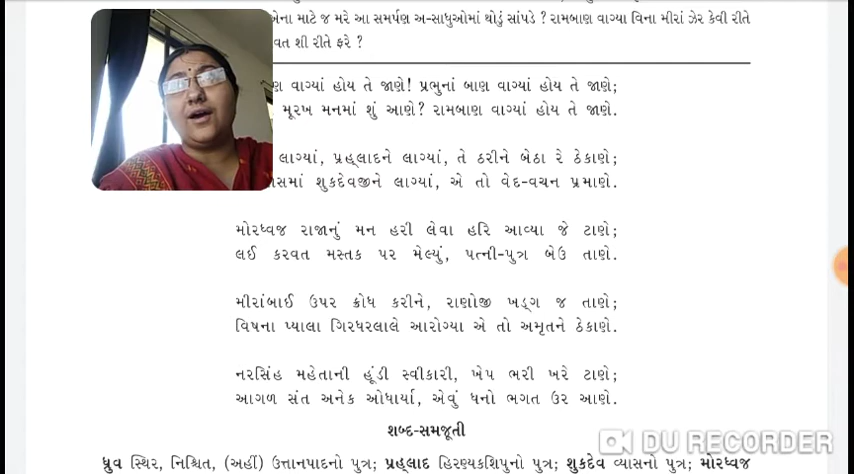 એના માટે જ મરે આ સમર્પણ અ-સાધુઓમાં થોડું સાંપડે ? રામબાણ વાગ્યા વિના મીરાં ઝેર કેવી રીતે
વત શી રીતે ફરે ?
ણ વાગ્યાં હોય તે જાણે! પ્રભુનાં બાણ વાગ્યાં હોય તે જાણે;
મૂરખ મનમાં શું આણે? રામબાણ વાગ્યાં હોય તે જાણે.
લાગ્યાં, પ્રહ્લાદને લાગ્યાં, તે ઠરીને બેઠા રે ઠેકાણે;
સમાં શુકદેવજીને લાગ્યાં, એ તો વેદ-વચન પ્રમાણે.
મોરધ્વજ રાજાનું મન હરી લેવા હરિ આવ્યા જે ટાણે;
લઈ કરવત મસ્તક પર મેલ્યું, પત્ની-પુત્ર બેઉ તાણે.
મીરાંબાઈ ઉપર ક્રોધ કરીને, રાણોજી ખડ્ગ જ તાણે;
વિષના પ્યાલા ગિરધરલાલે આરોગ્યા એ તો અમૃતને ઠેકાણે.
નરસિંહ મહેતાની હૂંડી સ્વીકારી, ખેપ ભરી ખરે ટાણે;
આગળ સંત અનેક ઓધાર્યા, એવું ધનો ભગત ઉર આણે.
શબ્દ-સમજૂતી
DU RECORDER
ધ્રુવ સ્થિર, નિશ્ચિત, (અહીં) ઉત્તાનપાદનો પુત્ર; પ્રહ્લાદ હિરણ્યકશિપુનો પુત્ર; શુકદેવ વ્યાસનો પુત્ર; મોરધ્વજ